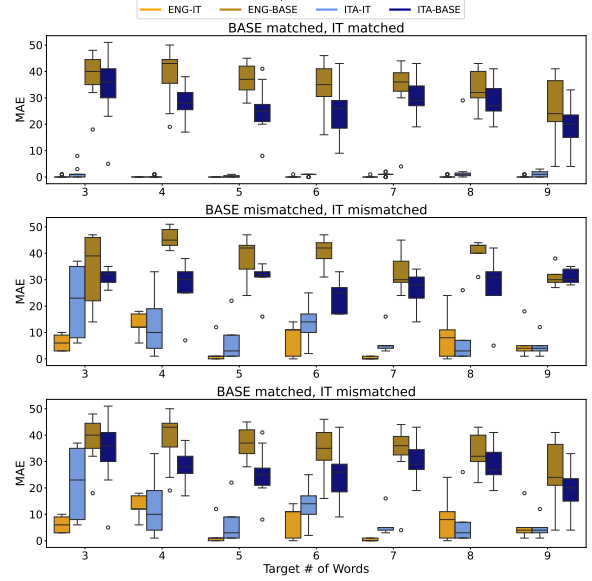 ENG-IT ENG-BASE ITA-IT ITA-BASE
BASE matched, IT matched
MAE
50
40
30
20
10
0
3 4 5 6 7 8 9
BASE mismatched, IT mismatched
MAE
50
40
30
20
10
0
3 4 5 6 7 8 9
BASE matched, IT mismatched
MAE
50
40
30
20
10
0
3 4 5 6 7 8 9
Target # of Words